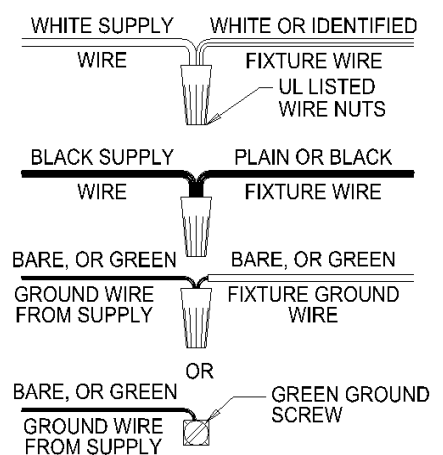 WHITE SUPPLY WHITE OR IDENTIFIED
WIRE FIXTURE WIRE
UL LISTED
WIRE NUTS
BLACK SUPPLY PLAIN OR BLACK
WIRE FIXTURE WIRE
BARE, OR GREEN BARE, OR GREEN
GROUND WIRE FIXTURE GROUND
FROM SUPPLY WIRE
OR
BARE, OR GREEN GREEN GROUND
SCREW
GROUND WIRE
FROM SUPPLY